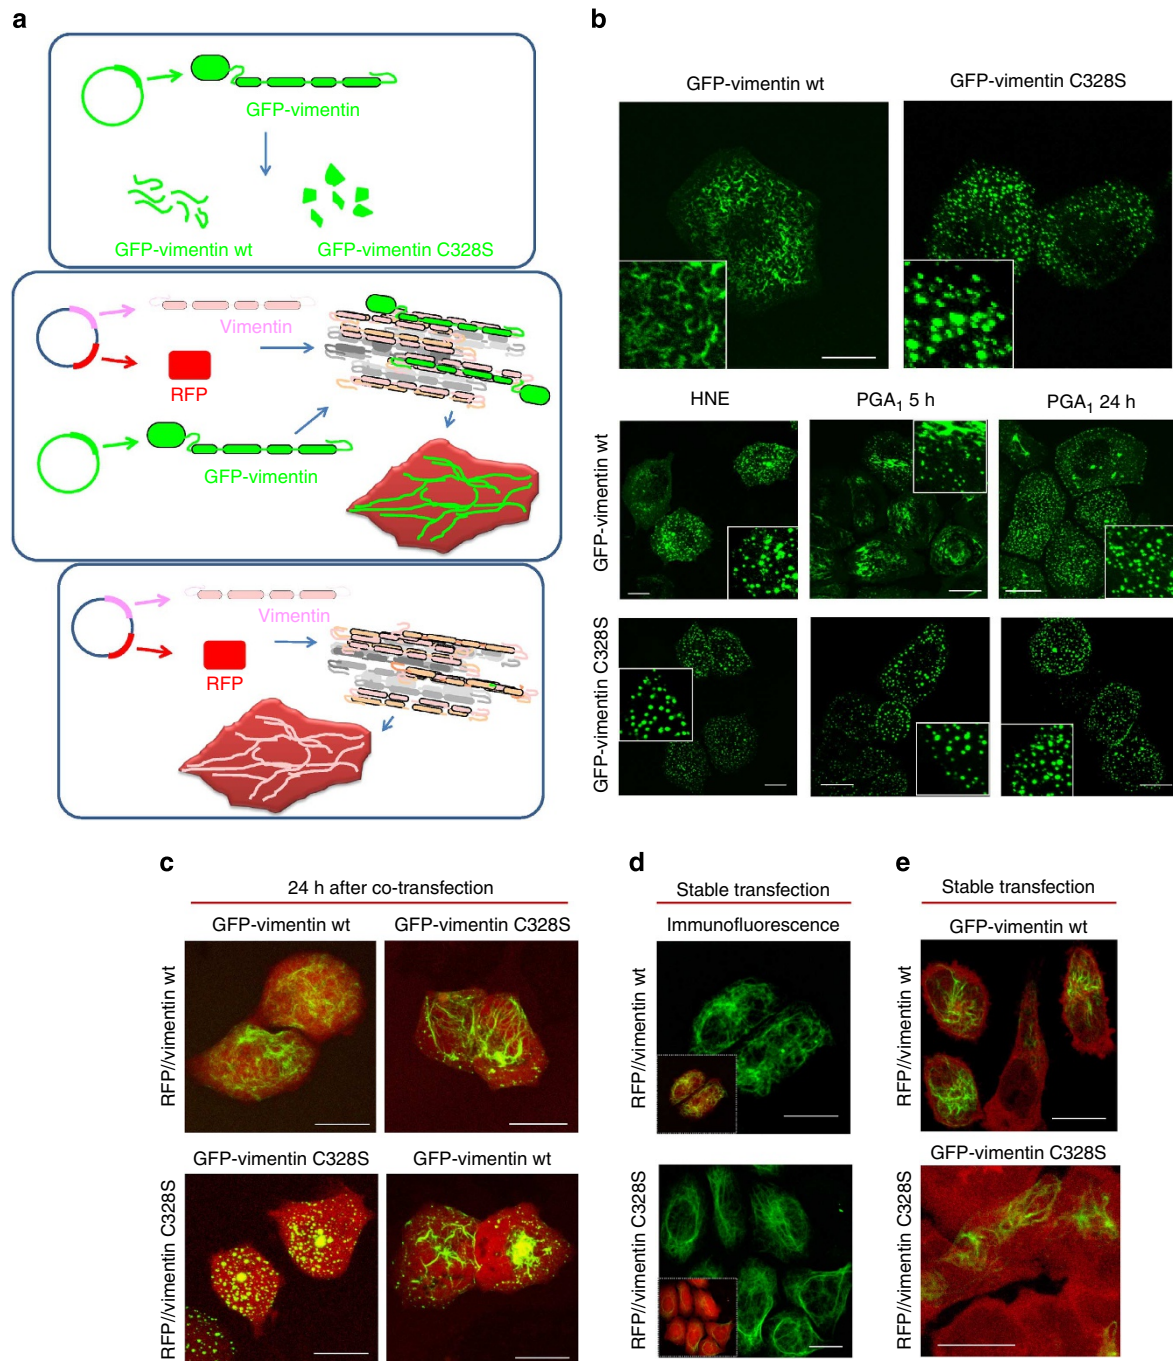 a
GFP-vimentin
GFP-vimentin wt
GFP-vimentin C328S
Vimentin
RFP
GFP-vimentin
Vimentin
RFP
b
GFP-vimentin wt
GFP-vimentin C328S
HNE
PGA1 5 h
PGA1 24 h
GFP-vimentin wt
GFP-vimentin C328S
c
24 h after co-transfection
GFP-vimentin wt
GFP-vimentin C328S
RFP//vimentin wt
GFP-vimentin C328S
GFP-vimentin wt
RFP//vimentin C328S
d
Stable transfection
Immunofluorescence
RFP//vimentin wt
RFP//vimentin C328S
e
Stable transfection
GFP-vimentin wt
RFP//vimentin wt
GFP-vimentin C328S
RFP//vimentin C328S